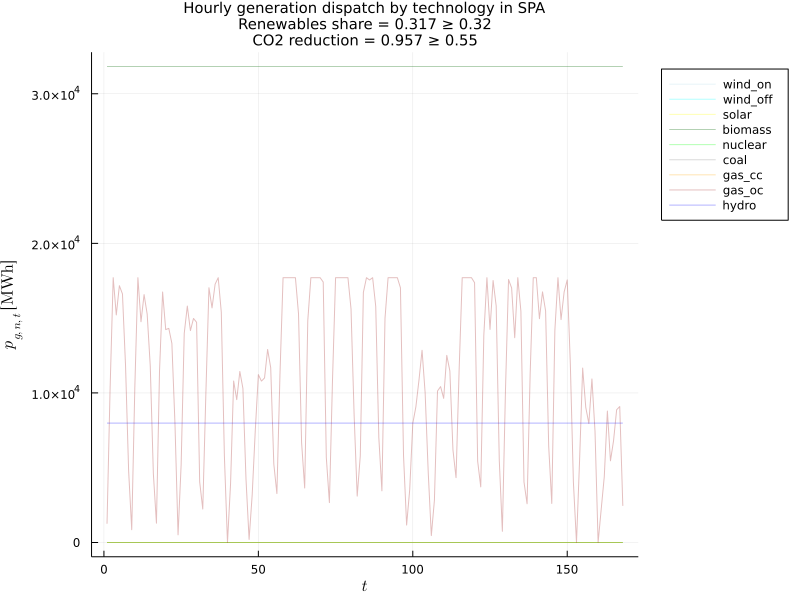 Hourly generation dispatch by technology in SPA
Renewables share = 0.317 ≥ 0.32
CO2 reduction = 0.957 ≥ 0.55
3.0×10⁴
2.0×10⁴
1.0×10⁴
0
p_{g,n,t} [MWh]
0 50 100 150
t
wind_on
wind_off
solar
biomass
nuclear
coal
gas_cc
gas_oc
hydro